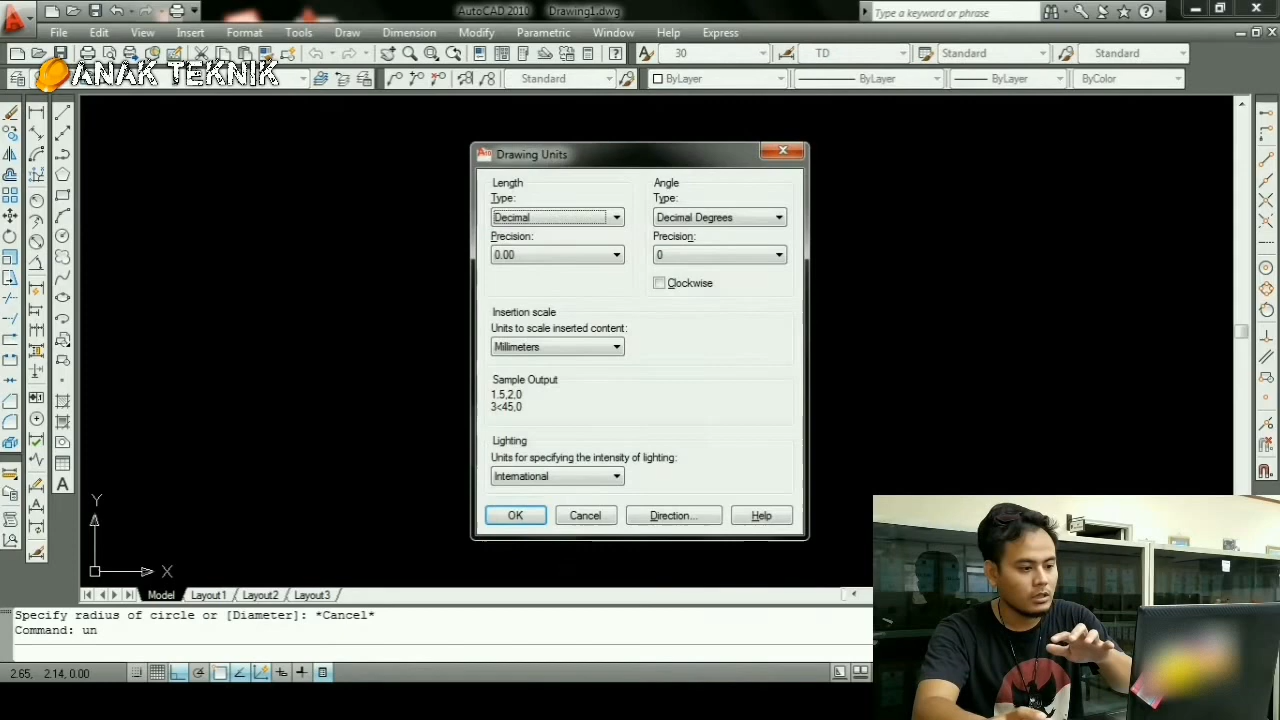 AutoCAD 2010 Drawing1.dwg
Type a keyword or phrase
File Edit View Insert Format Tools Draw Dimension Modify Parametric Window Help Express
30 TD Standard Standard
ANAK TEKNIK
Standard ByLayer ByLayer ByLayer ByColor
Drawing Units
Length
Type:
Decimal
Precision:
0.00
Angle
Type:
Decimal Degrees
Precision:
0
Clockwise
Insertion scale
Units to scale inserted content:
Millimeters
Sample Output
1.5,2,0
3<45,0
Lighting
Units for specifying the intensity of lighting:
International
OK Cancel Direction... Help
Y
X
A
Model Layout1 Layout2 Layout3
Specify radius of circle or [Diameter]: *Cancel*
Command: un
2.65, 2.14, 0.00